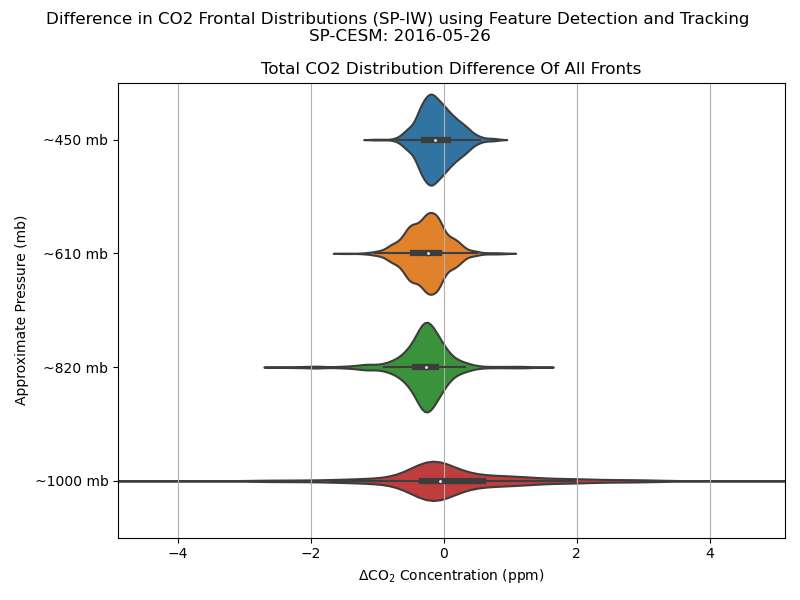 Difference in CO2 Frontal Distributions (SP-IW) using Feature Detection and Tracking
SP-CESM: 2016-05-26
Total CO2 Distribution Difference Of All Fronts
Approximate Pressure (mb)
~450 mb
~610 mb
~820 mb
~1000 mb
−4 −2 0 2 4
ΔCO₂ Concentration (ppm)